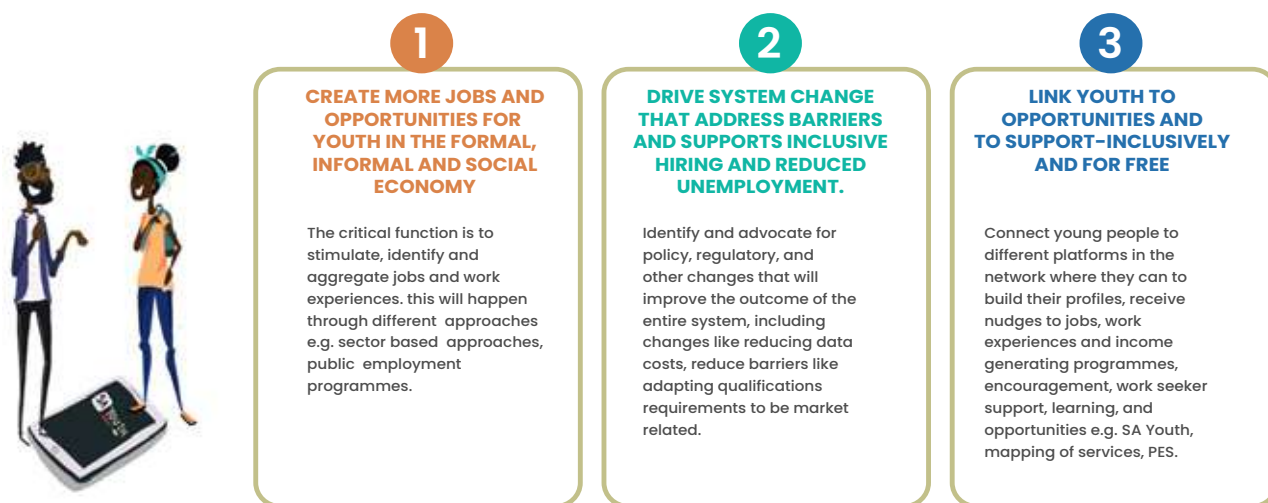 1
CREATE MORE JOBS AND
OPPORTUNITIES FOR
YOUTH IN THE FORMAL,
INFORMAL AND SOCIAL
ECONOMY
The critical function is to
stimulate, identify and
aggregate jobs and work
experiences. this will happen
through different approaches
e.g. sector based approaches,
public employment
programmes.
2
DRIVE SYSTEM CHANGE
THAT ADDRESS BARRIERS
AND SUPPORTS INCLUSIVE
HIRING AND REDUCED
UNEMPLOYMENT.
Identify and advocate for
policy, regulatory, and
other changes that will
improve the outcome of the
entire system, including
changes like reducing data
costs, reduce barriers like
adapting qualifications
requirements to be market
related.
3
LINK YOUTH TO
OPPORTUNITIES AND
TO SUPPORT-INCLUSIVELY
AND FOR FREE
Connect young people to
different platforms in the
network where they can to
build their profiles, receive
nudges to jobs, work
experiences and income
generating programmes,
encouragement, work seeker
support, learning, and
opportunities e.g. SA Youth,
mapping of services, PES.